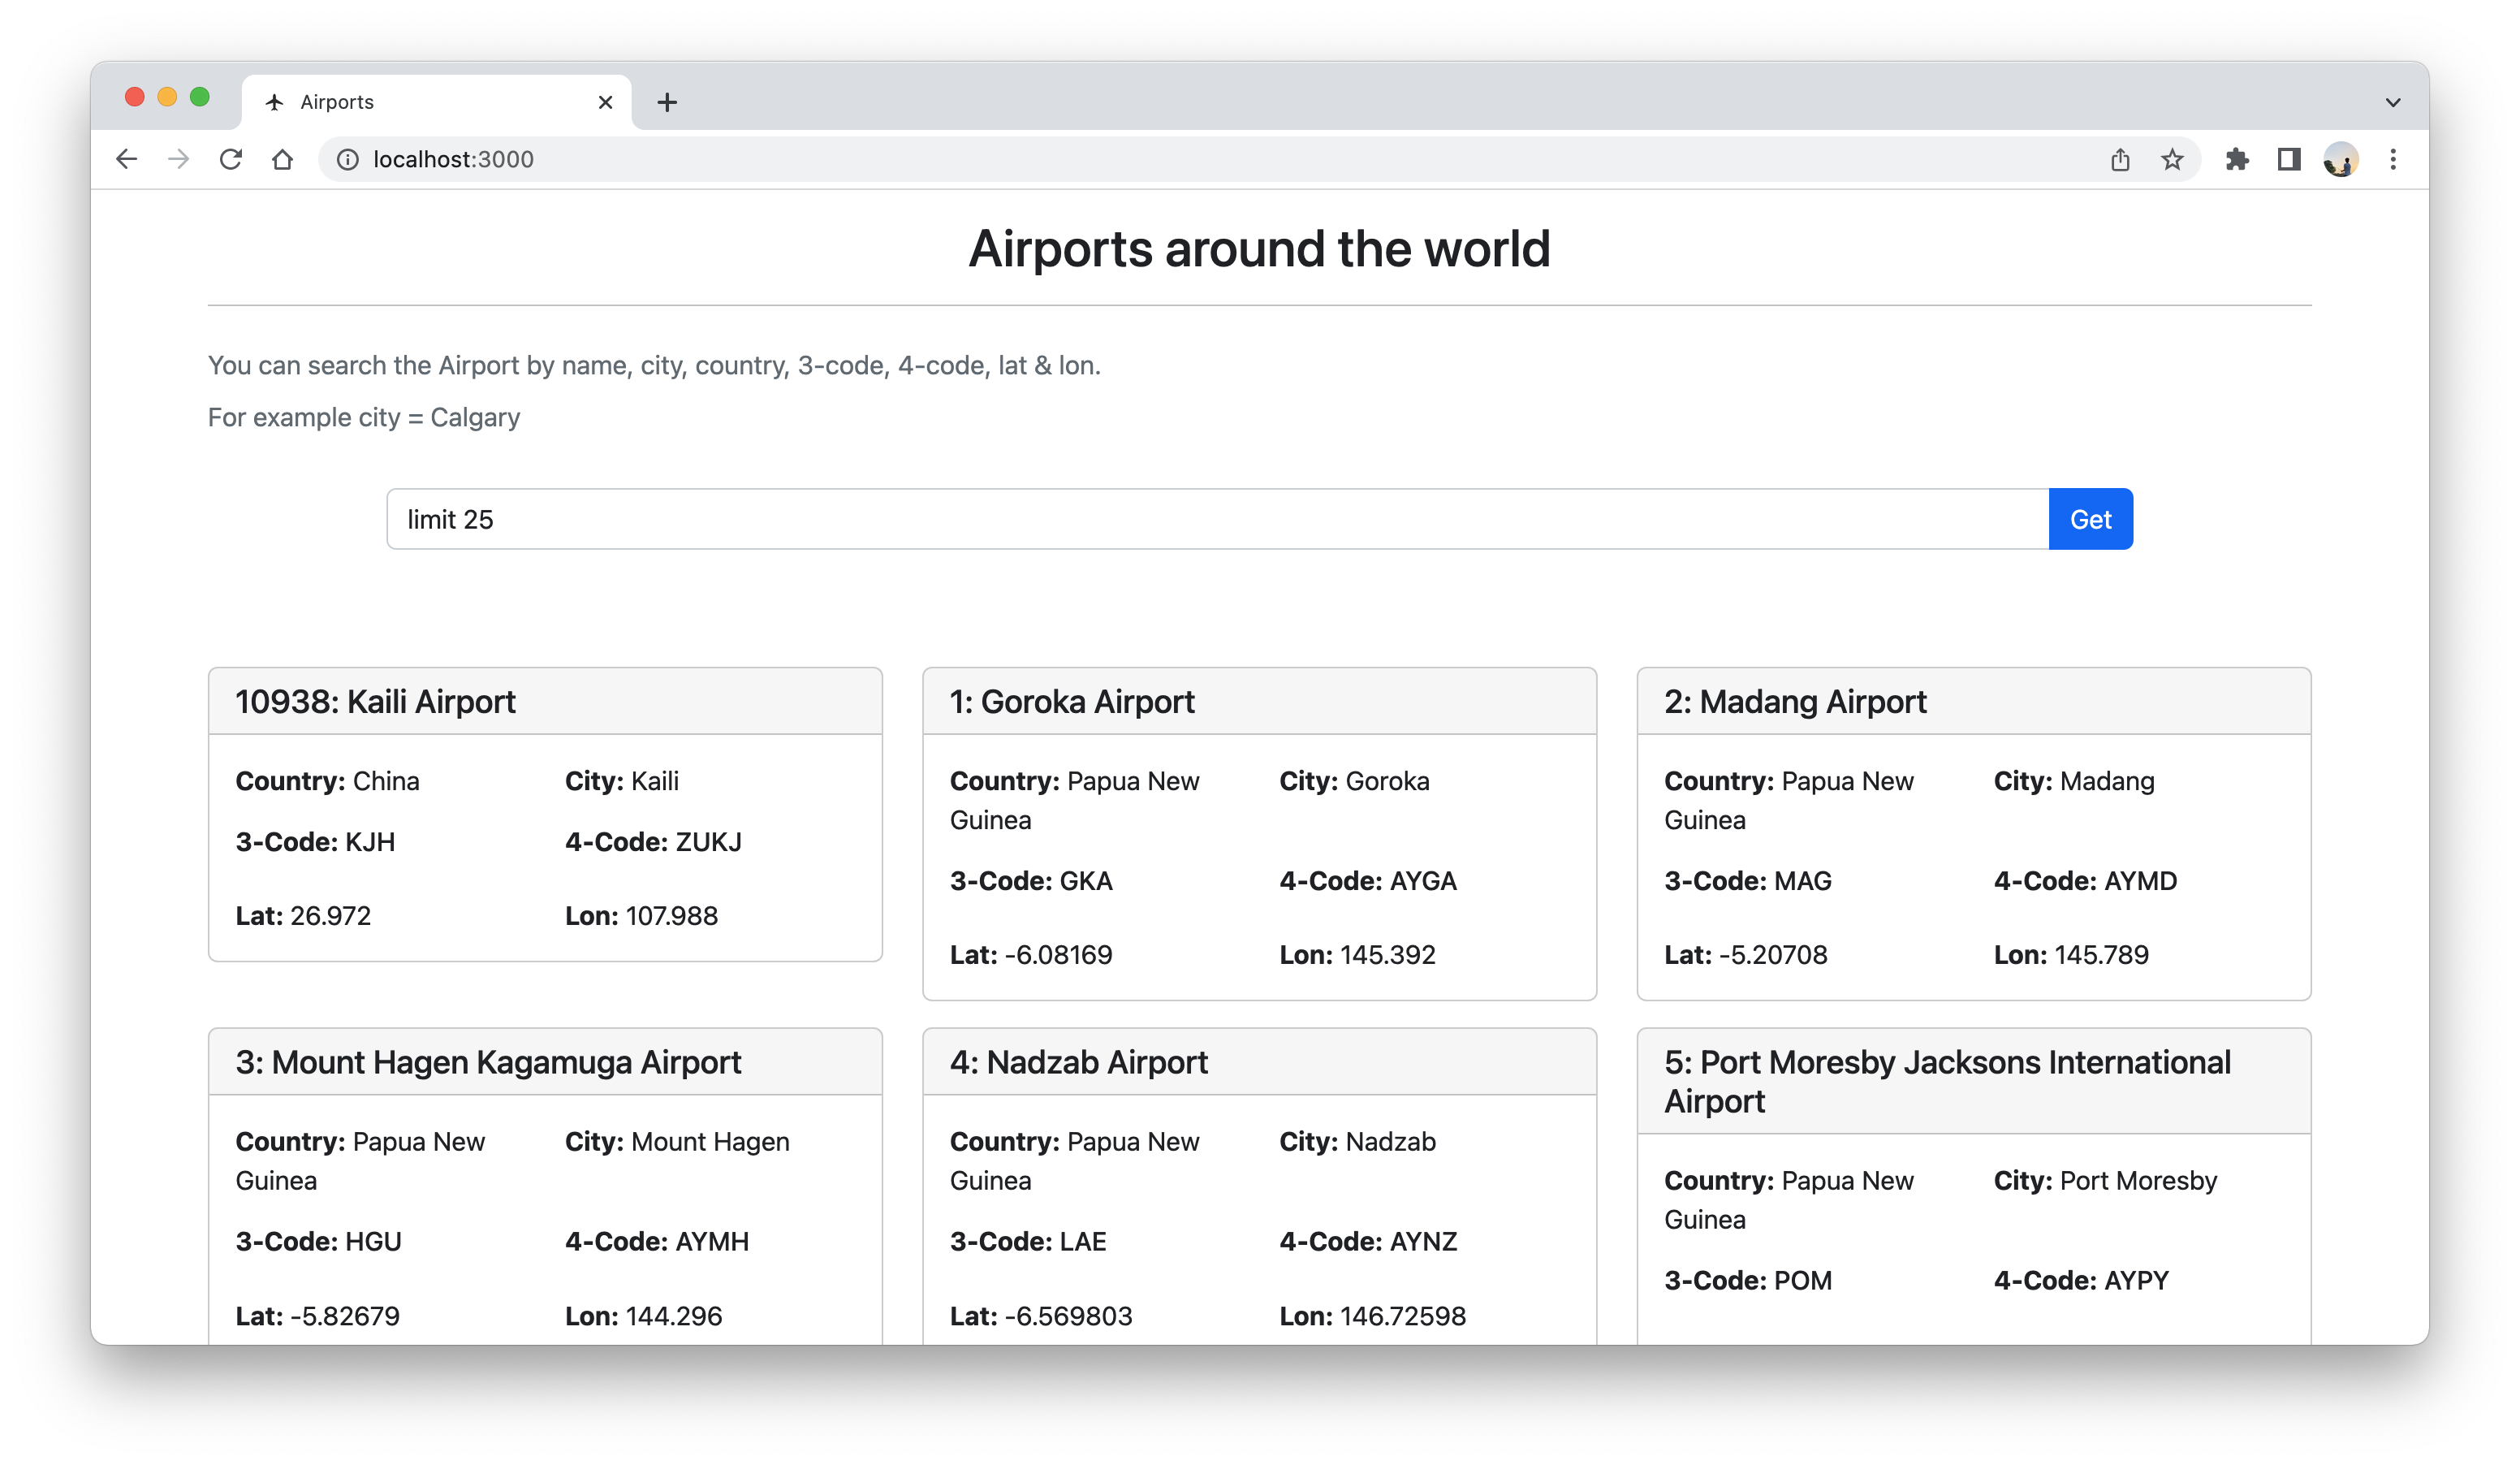 Airports
localhost:3000
Airports around the world
You can search the Airport by name, city, country, 3-code, 4-code, lat & lon.
For example city = Calgary
limit 25
Get
10938: Kaili Airport
Country: China
City: Kaili
3-Code: KJH
4-Code: ZUKJ
Lat: 26.972
Lon: 107.988
1: Goroka Airport
Country: Papua New
Guinea
City: Goroka
3-Code: GKA
4-Code: AYGA
Lat: -6.08169
Lon: 145.392
2: Madang Airport
Country: Papua New
Guinea
City: Madang
3-Code: MAG
4-Code: AYMD
Lat: -5.20708
Lon: 145.789
3: Mount Hagen Kagamuga Airport
Country: Papua New
Guinea
City: Mount Hagen
3-Code: HGU
4-Code: AYMH
Lat: -5.82679
Lon: 144.296
4: Nadzab Airport
Country: Papua New
Guinea
City: Nadzab
3-Code: LAE
4-Code: AYNZ
Lat: -6.569803
Lon: 146.72598
5: Port Moresby Jacksons International
Airport
Country: Papua New
Guinea
City: Port Moresby
3-Code: POM
4-Code: AYPY